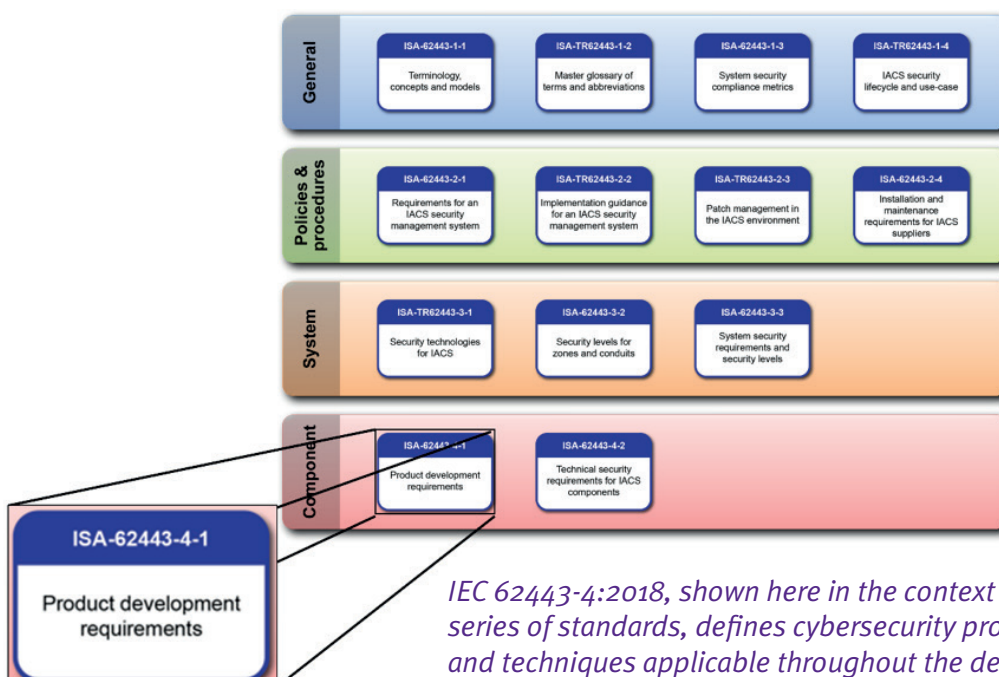 General
ISA-62443-1-1
Terminology,
concepts and models
ISA-TR62443-1-2
Master glossary of
terms and abbreviations
ISA-62443-1-3
System security
compliance metrics
ISA-TR62443-1-4
IACS security
lifecycle and use-case
Policies &
procedures
ISA-62443-2-1
Requirements for an
IACS security
management system
ISA-TR62443-2-2
Implementation guidance
for an IACS security
management system
ISA-TR62443-2-3
Patch management in
the IACS environment
ISA-62443-2-4
Installation and
maintenance
requirements for IACS
suppliers
System
ISA-TR62443-3-1
Security technologies
for IACS
ISA-62443-3-2
Security levels for
zones and conduits
ISA-62443-3-3
System security
requirements and
security levels
Component
ISA-62443-4-1
Product development
requirements
ISA-62443-4-2
Technical security
requirements for IACS
components
ISA-62443-4-1
Product development
requirements
IEC 62443-4:2018, shown here in the context
series of standards, defines cybersecurity pro
and techniques applicable throughout the de